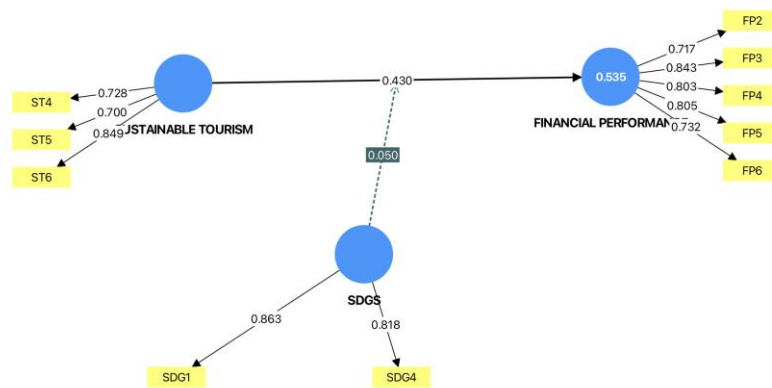 FP2
0.717
FP3
0.843
0.430
0.535
FP4
0.803
0.728
ST4
0.805
0.700
FP5
FINANCIAL PERFORMAN
0.732
ST5
0.849
USTAINABLE TOURISM
0.050
FP6
ST6
SDGS
0.863
0.818
SDG1
SDG4